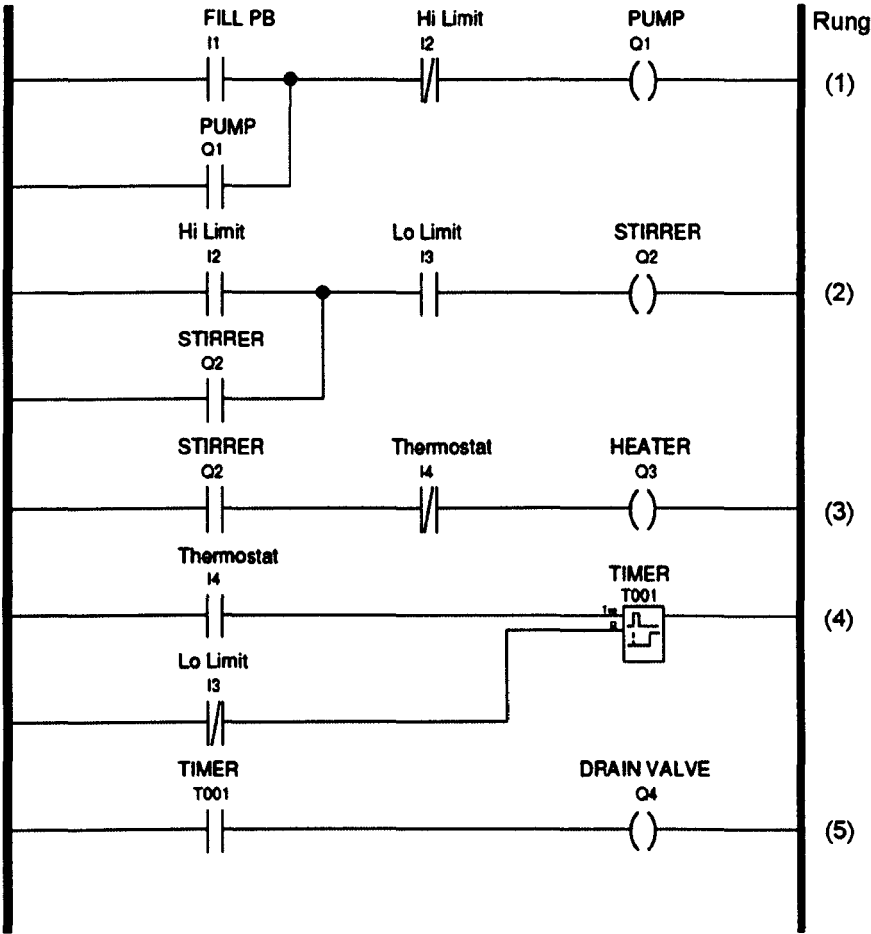 FILL PB Hi Limit PUMP Rung
I1 I2 Q1
(1)
PUMP
Q1
Hi Limit Lo Limit STIRRER
I2 I3 Q2
(2)
STIRRER
Q2
STIRRER Thermostat HEATER
Q2 I4 Q3
(3)
Thermostat TIMER
I4 T001
(4)
R
Lo Limit
I3
TIMER DRAIN VALVE
T001 Q4
(5)